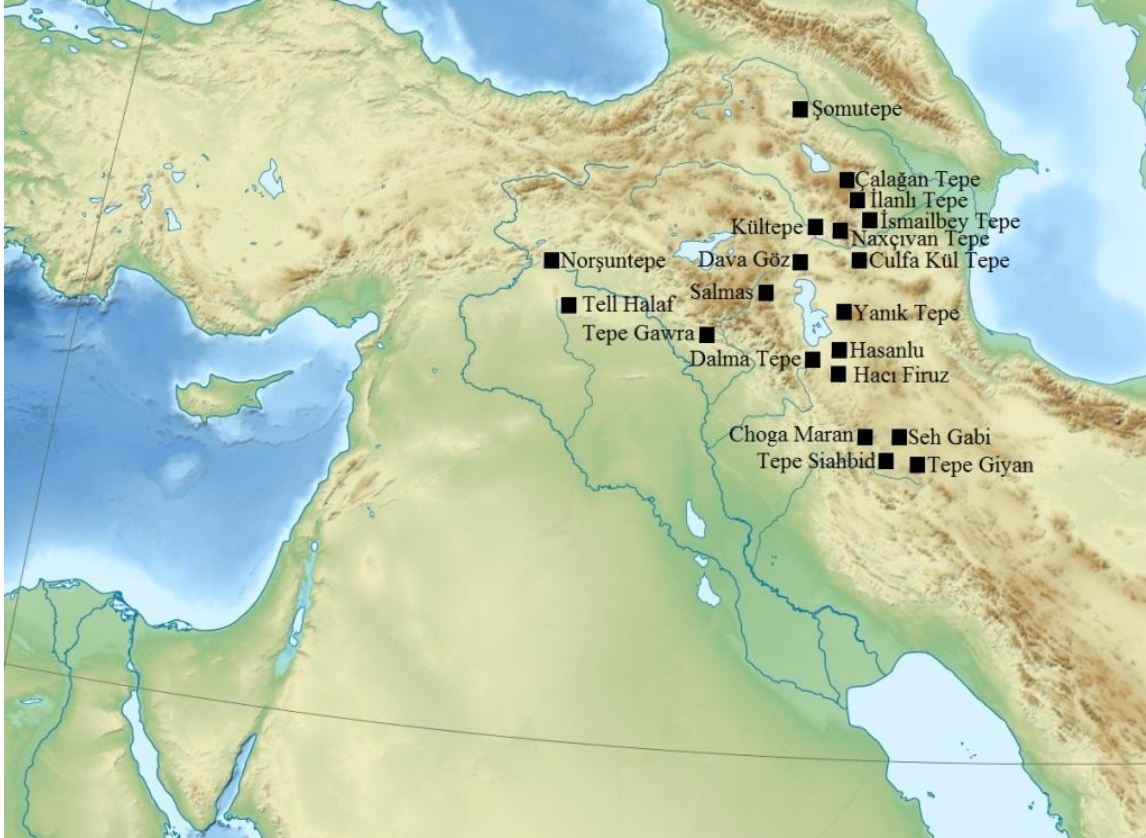 Şomutepe
Çalağan Tepe
İlanlı Tepe
İsmailbey Tepe
Kültepe
Naxçıvan Tepe
Norşuntepe
Dava Göz
Culfa Kül Tepe
Salmas
Tell Halaf
Yanık Tepe
Tepe Gawra
Hasanlu
Dalma Tepe
Hacı Firuz
Choga Maran
Seh Gabi
Tepe Siahbid
Tepe Giyan